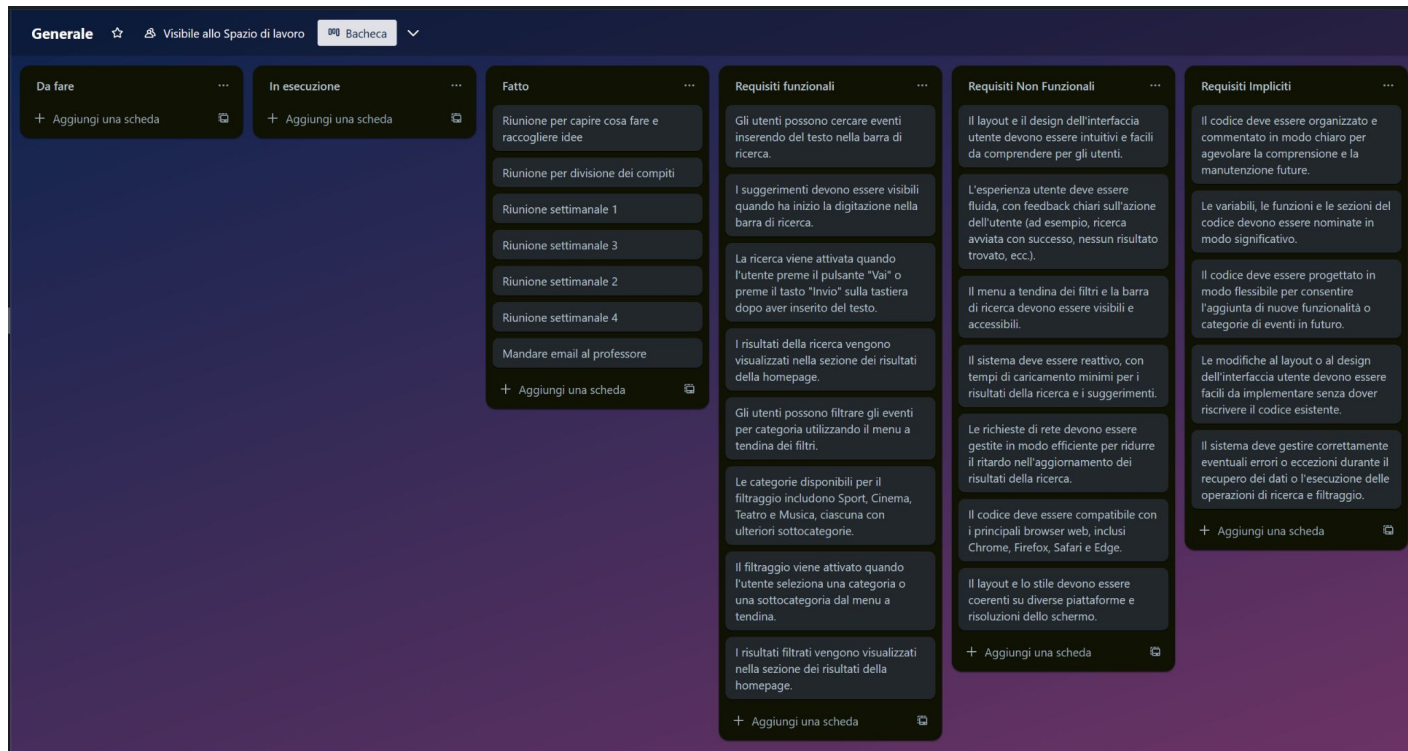 Generale
Visibile allo Spazio di lavoro
Bacheca
Da fare
Aggiungi una scheda
In esecuzione
Aggiungi una scheda
Fatto
Riunione per capire cosa fare e
raccogliere idee
Riunione per divisione dei compiti
Riunione settimanale 1
Riunione settimanale 3
Riunione settimanale 2
Riunione settimanale 4
Mandare email al professore
Aggiungi una scheda
Requisiti funzionali
Gli utenti possono cercare eventi
inserendo del testo nella barra di
ricerca.
I suggerimenti devono essere visibili
quando ha inizio la digitazione nella
barra di ricerca.
La ricerca viene attivata quando
l'utente preme il pulsante "Vai" o
preme il tasto "Invio" sulla tastiera
dopo aver inserito del testo.
I risultati della ricerca vengono
visualizzati nella sezione dei risultati
della homepage.
Gli utenti possono filtrare gli eventi
per categoria utilizzando il menu a
tendina dei filtri.
Le categorie disponibili per il
filtraggio includono Sport, Cinema,
Teatro e Musica, ciascuna con
ulteriori sottocategorie.
Il filtraggio viene attivato quando
l'utente seleziona una categoria o
una sottocategoria dal menu a
tendina.
I risultati filtrati vengono visualizzati
nella sezione dei risultati della
homepage.
Aggiungi una scheda
Requisiti Non Funzionali
Il layout e il design dell'interfaccia
utente devono essere intuitivi e facili
da comprendere per gli utenti.
L'esperienza utente deve essere
fluida, con feedback chiari sull'azione
dell'utente (ad esempio, ricerca
avviata con successo, nessun risultato
trovato, ecc.).
Il menu a tendina dei filtri e la barra
di ricerca devono essere visibili e
accessibili.
Il sistema deve essere reattivo, con
tempi di caricamento minimi per i
risultati della ricerca e i suggerimenti.
Le richieste di rete devono essere
gestite in modo efficiente per ridurre
il ritardo nell'aggiornamento dei
risultati della ricerca.
Il codice deve essere compatibile con
i principali browser web, inclusi
Chrome, Firefox, Safari e Edge.
Il layout e lo stile devono essere
coerenti su diverse piattaforme e
risoluzioni dello schermo.
Aggiungi una scheda
Requisiti Impliciti
Il codice deve essere organizzato e
commentato in modo chiaro per
agevolare la comprensione e la
manutenzione future.
Le variabili, le funzioni e le sezioni del
codice devono essere nominate in
modo significativo.
Il codice deve essere progettato in
modo flessibile per consentire
l'aggiunta di nuove funzionalità o
categorie di eventi in futuro.
Le modifiche al layout o al design
dell'interfaccia utente devono essere
facili da implementare senza dover
riscrivere il codice esistente.
Il sistema deve gestire correttamente
eventuali errori o eccezioni durante il
recupero dei dati o l'esecuzione delle
operazioni di ricerca e filtraggio.
Aggiungi una scheda